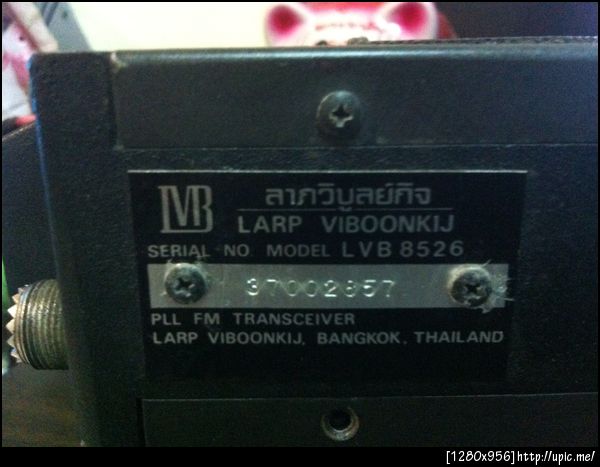 LVB
ลาภวิบูลย์กิจ
LARP VIBOONKIJ
SERIAL NO. MODEL LVB 8526
37002857
PLL FM TRANSCEIVER
LARP VIBOONKIJ, BANGKOK, THAILAND
[1280x956]http://upic.me/